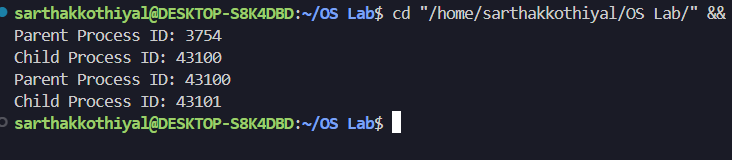 sarthakkothiyal@DESKTOP-S8K4DBD:~/OS Lab$ cd "/home/sarthakkothiyal/OS Lab/" &&
Parent Process ID: 3754
Child Process ID: 43100
Parent Process ID: 43100
Child Process ID: 43101
sarthakkothiyal@DESKTOP-S8K4DBD:~/OS Lab$